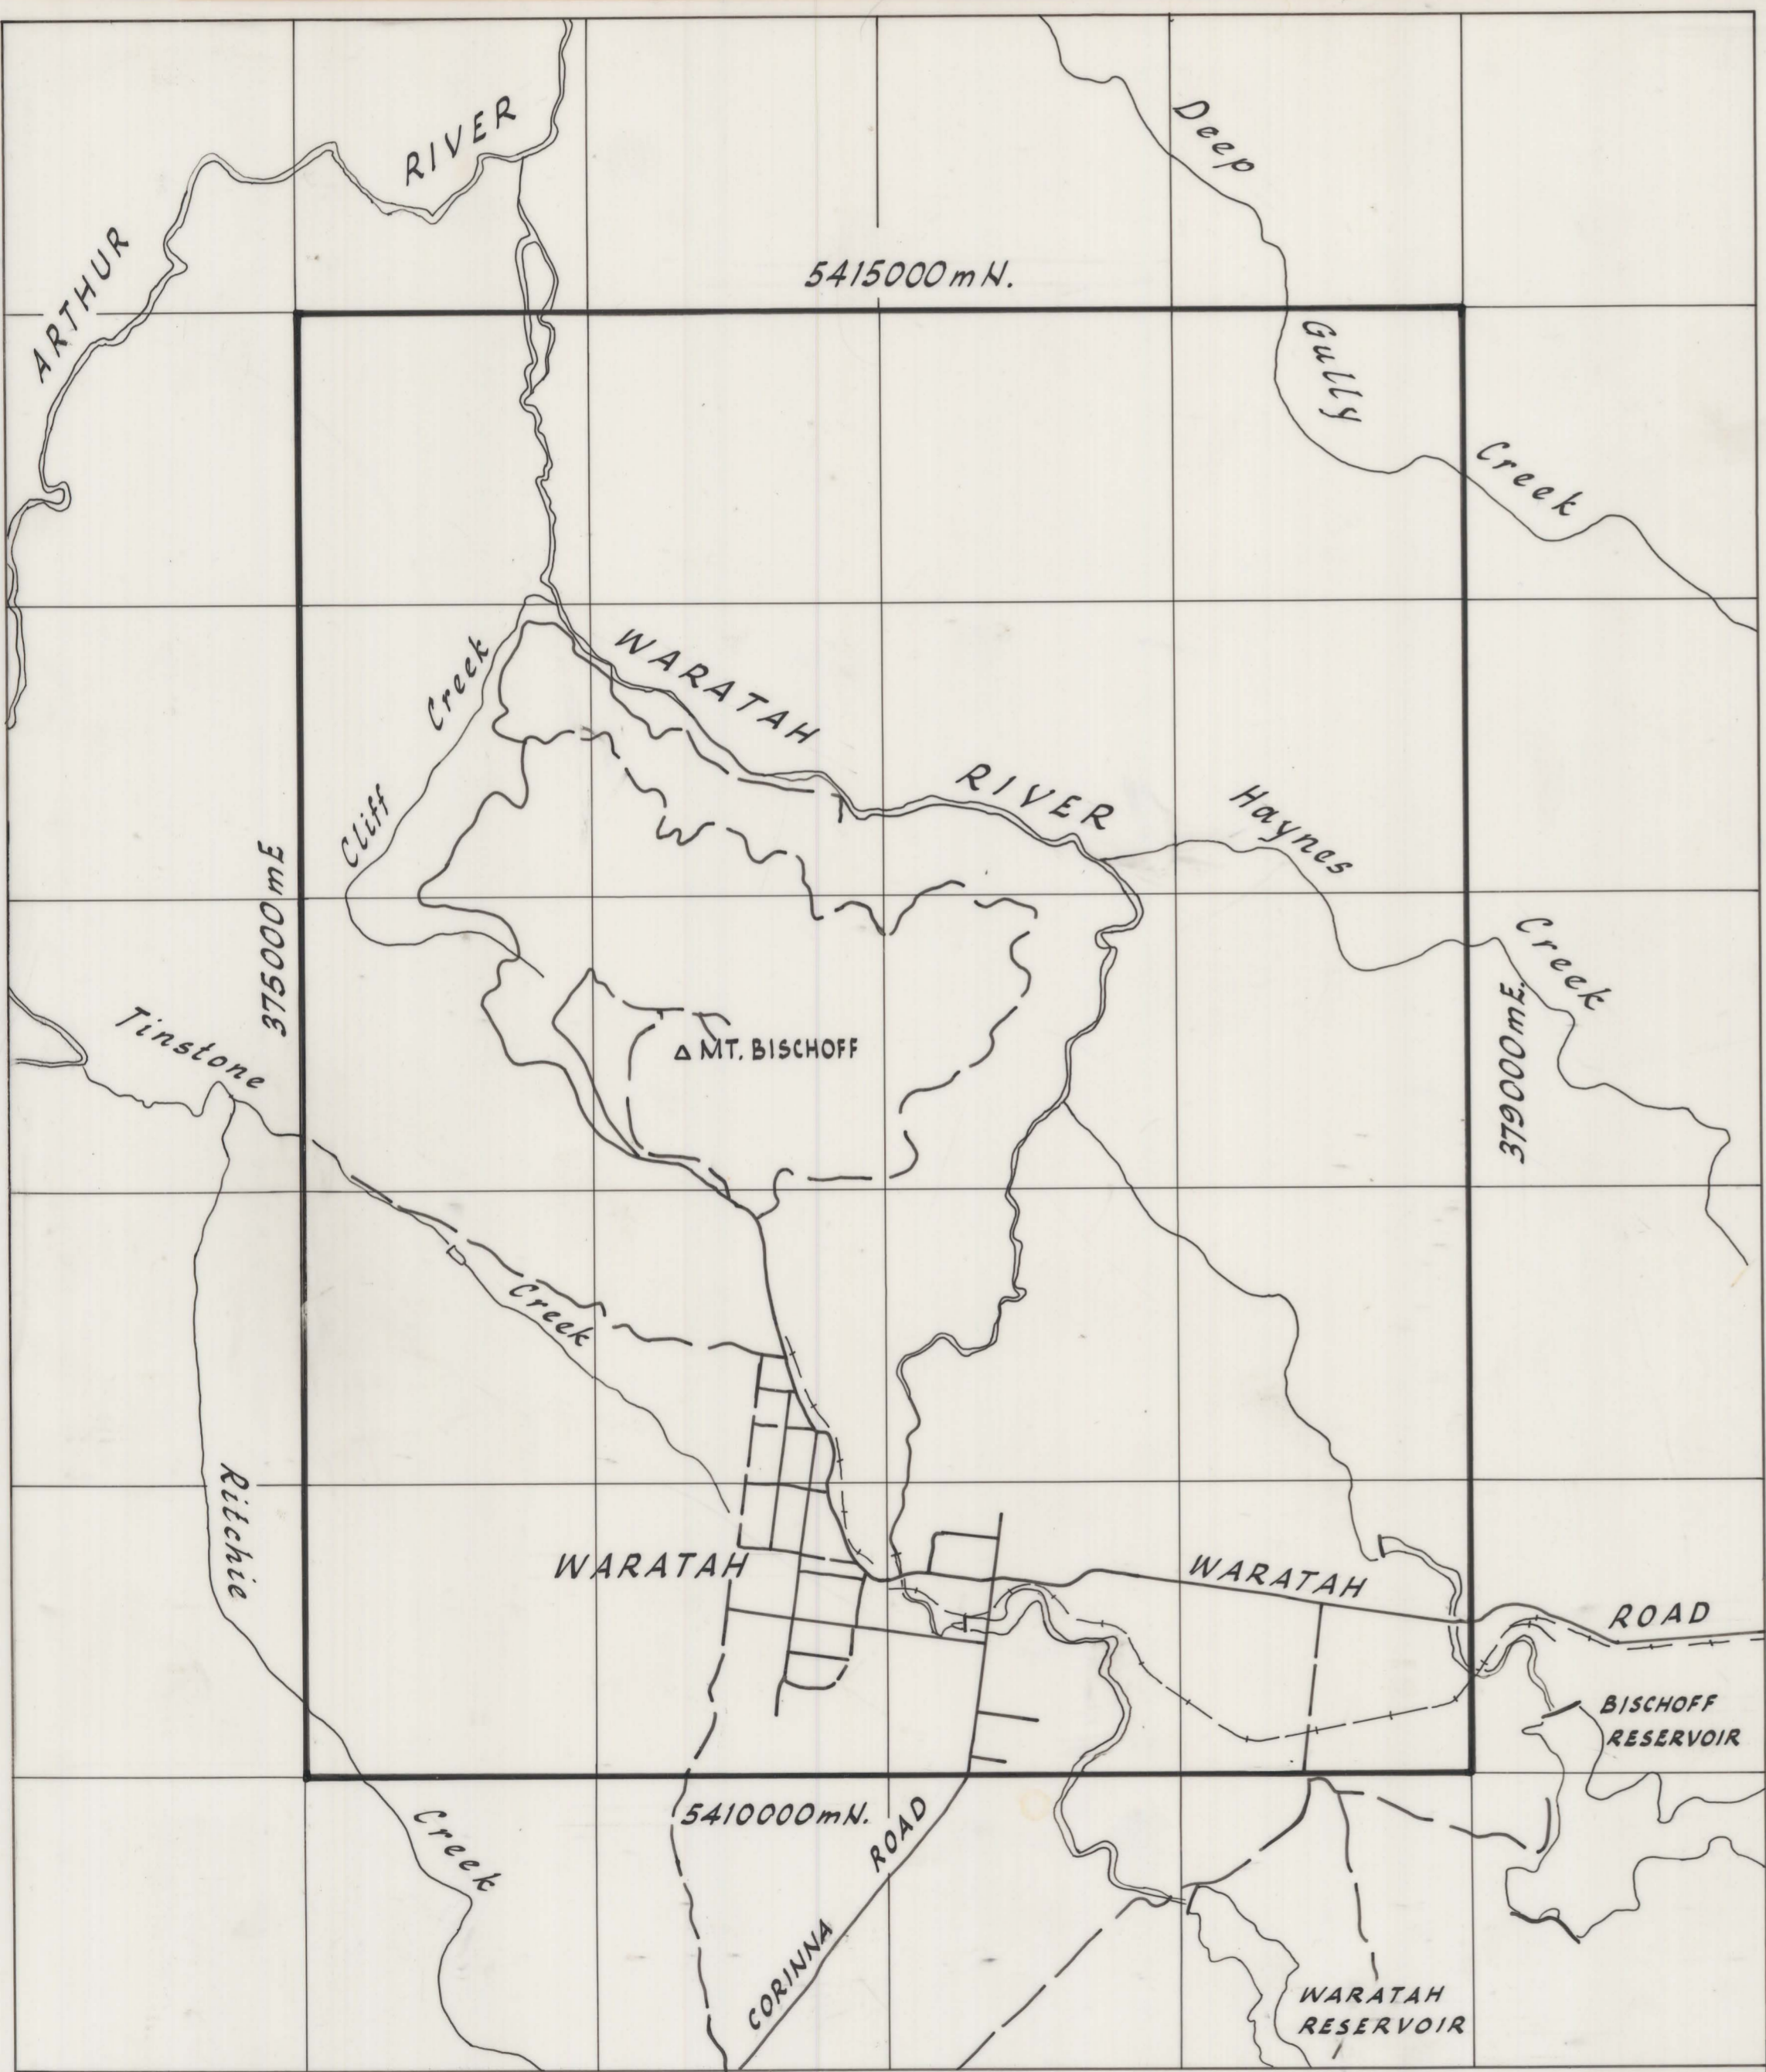 Deep
RIVER
ARTHUR
5415000mN.
Gully
Creek
Creek
WARATAH
RIVER
Haynes
Cliff
375000mE
Creek
379000mE.
Tinstone
MT. BISCHOFF
Creek
Ritchie
WARATAH
WARATAH
ROAD
BISCHOFF
RESERVOIR
5410000mN.
ROAD
Creek
CORINNA
WARATAH
RESERVOIR